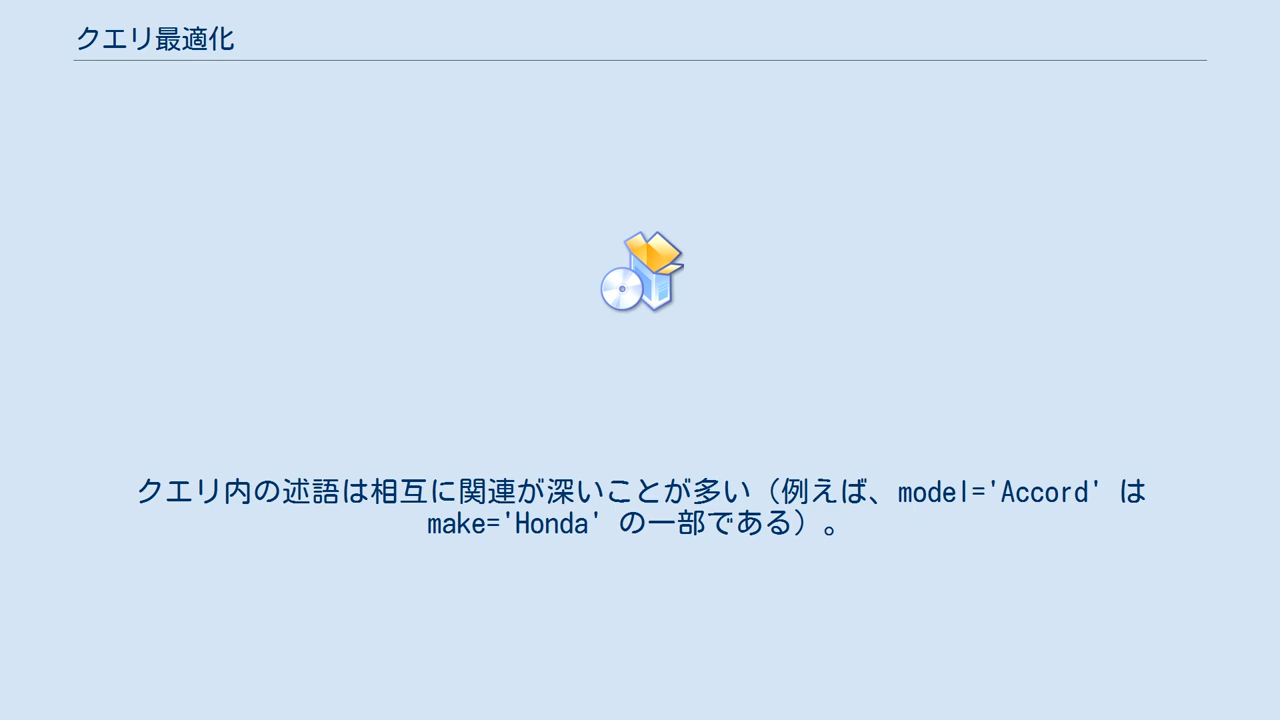 クエリ最適化
クエリ内の述語は相互に関連が深いことが多い（例えば、model='Accord' は
make='Honda' の一部である）。